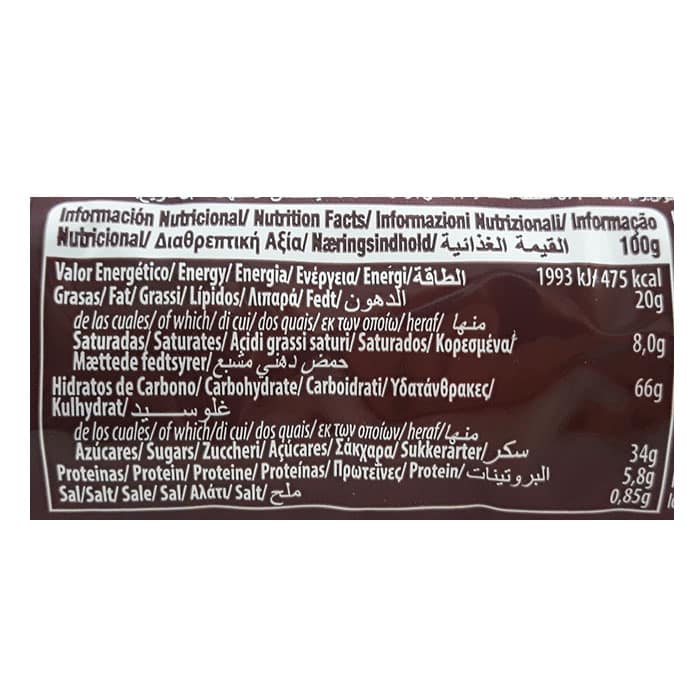 Información Nutricional/ Nutrition Facts/ Informazioni Nutrizionali/ Informação
Nutricional/ Διαθρεπτική Αξία/ Næringsindhold/ القيمة الغذائية 100g
Valor Energético/ Energy/ Energia/ Ενέργεια/ Energi/ الطاقة 1993 kJ/ 475 kcal
Grasas/ Fat/ Grassi/ Lípidos/ Λιπαρά/ Fedt/ الدهون 20g
de las cuales/ of which/ di cui/ dos quais/ εκ των οποίω/ heraf/ منها
Saturadas/ Saturates/ Acidi grassi saturi/ Saturados/ Κορεσμένα/ 8,0g
Mættede fedtsyrer/ حمض دهني مشبع
Hidratos de Carbono/ Carbohydrate/ Carboidrati/ Υδατάνθρακες/ 66g
Kulhydrat/ غلوسيد
de los cuales/ of which/ di cui/ dos quais/ εκ των οποίων/ heraf/ منها
Azúcares/ Sugars/ Zuccheri/ Açúcares/ Σάκχαρα/ Sukkerarter/ سكر 34g
Proteinas/ Protein/ Proteine/ Proteínas/ Πρωτεΐνες/ Protein/ البروتينات 5,8g
Sal/Salt/ Sale/ Sal/ Αλάτι/ Salt/ ملح 0,85g